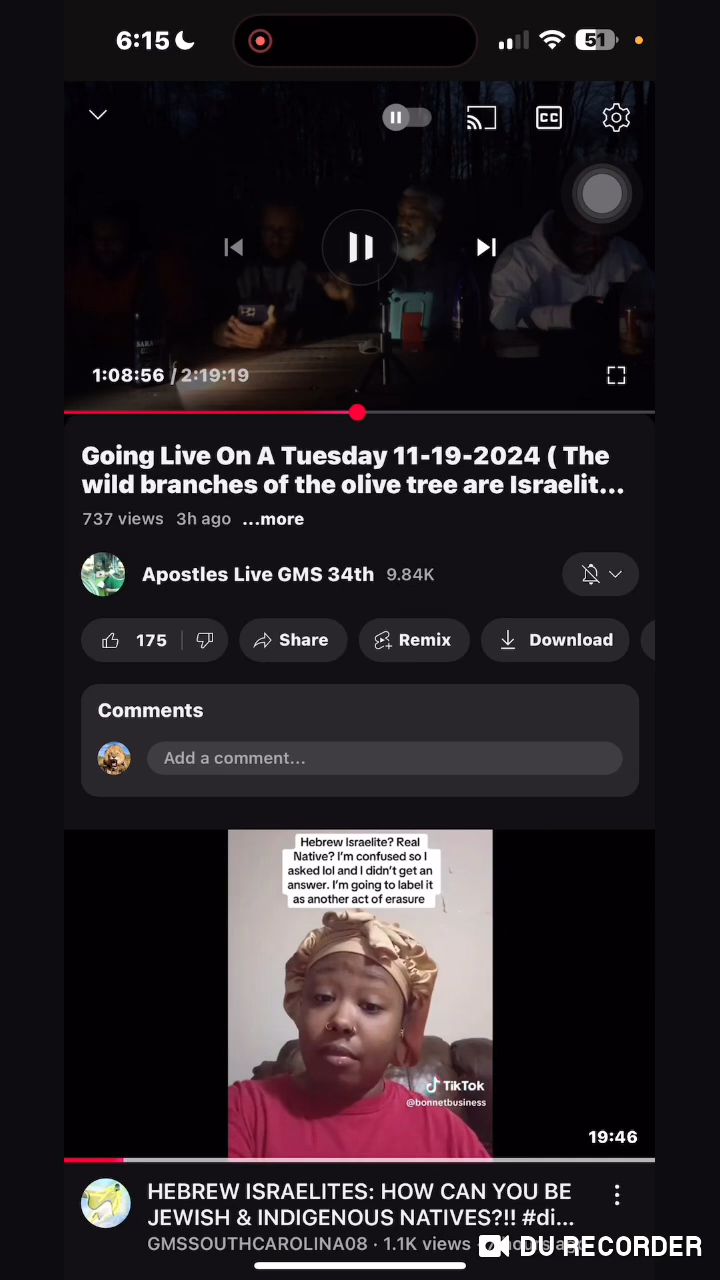 6:15
51
CC
1:08:56 / 2:19:19
Going Live On A Tuesday 11-19-2024 ( The
wild branches of the olive tree are Israelit...
737 views 3h ago ...more
Apostles Live GMS 34th 9.84K
175 Share Remix Download
Comments
Add a comment...
Hebrew Israelite? Real
Native? I'm confused so I
asked lol and I didn't get an
answer. I'm going to label it
as another act of erasure
TikTok
@bonnetbusiness
19:46
HEBREW ISRAELITES: HOW CAN YOU BE
JEWISH & INDIGENOUS NATIVES?!! #di...
GMSSOUTHCAROLINA08 · 1.1K views
DU RECORDER